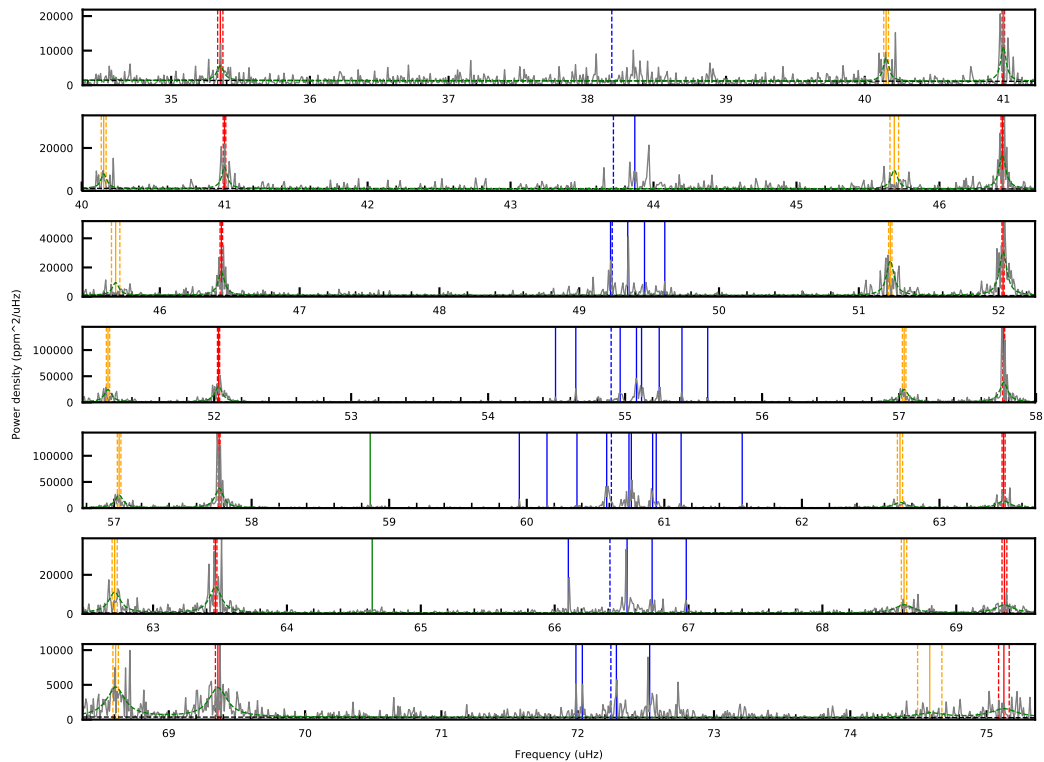 20000
10000
0
35 36 37 38 39 40 41
20000
0
40 41 42 43 44 45 46
40000
20000
0
46 47 48 49 50 51 52
Power density (ppm^2/uHz)
100000
50000
0
52 53 54 55 56 57 58
100000
50000
0
57 58 59 60 61 62 63
20000
0
63 64 65 66 67 68 69
10000
5000
0
69 70 71 72 73 74 75
Frequency (uHz)